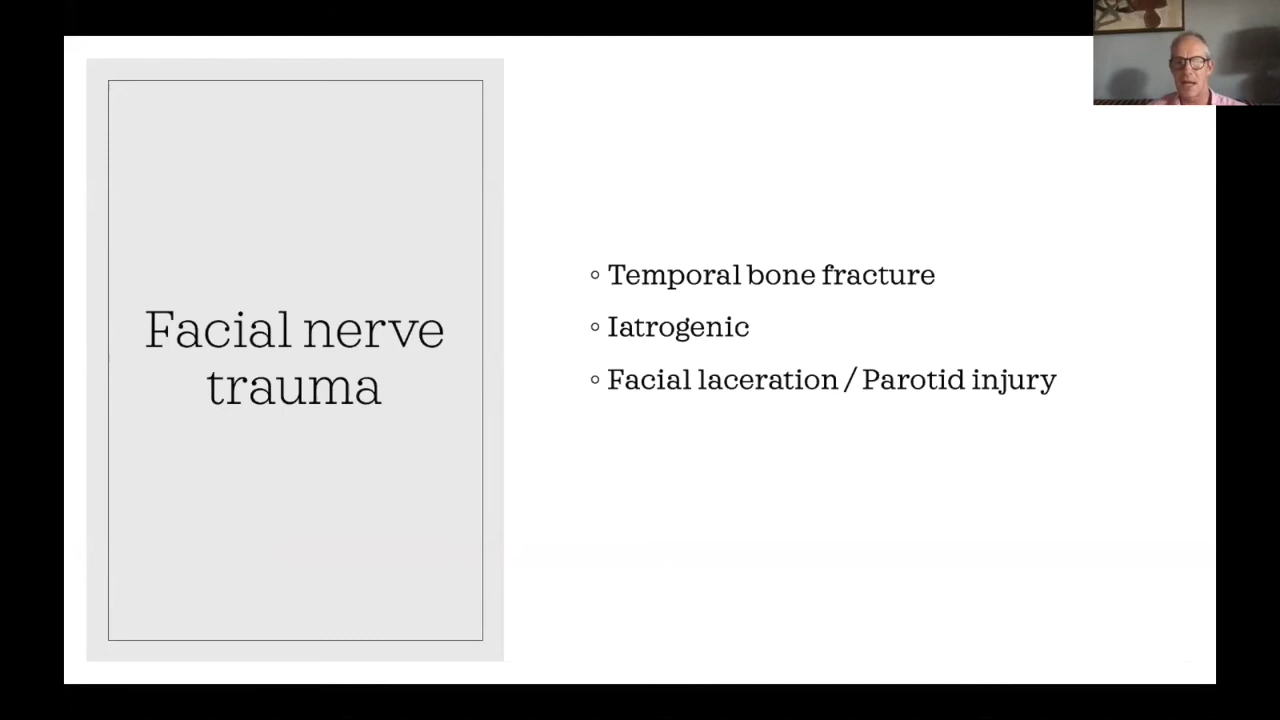 Facial nerve
trauma
◦ Temporal bone fracture
◦ Iatrogenic
◦ Facial laceration / Parotid injury